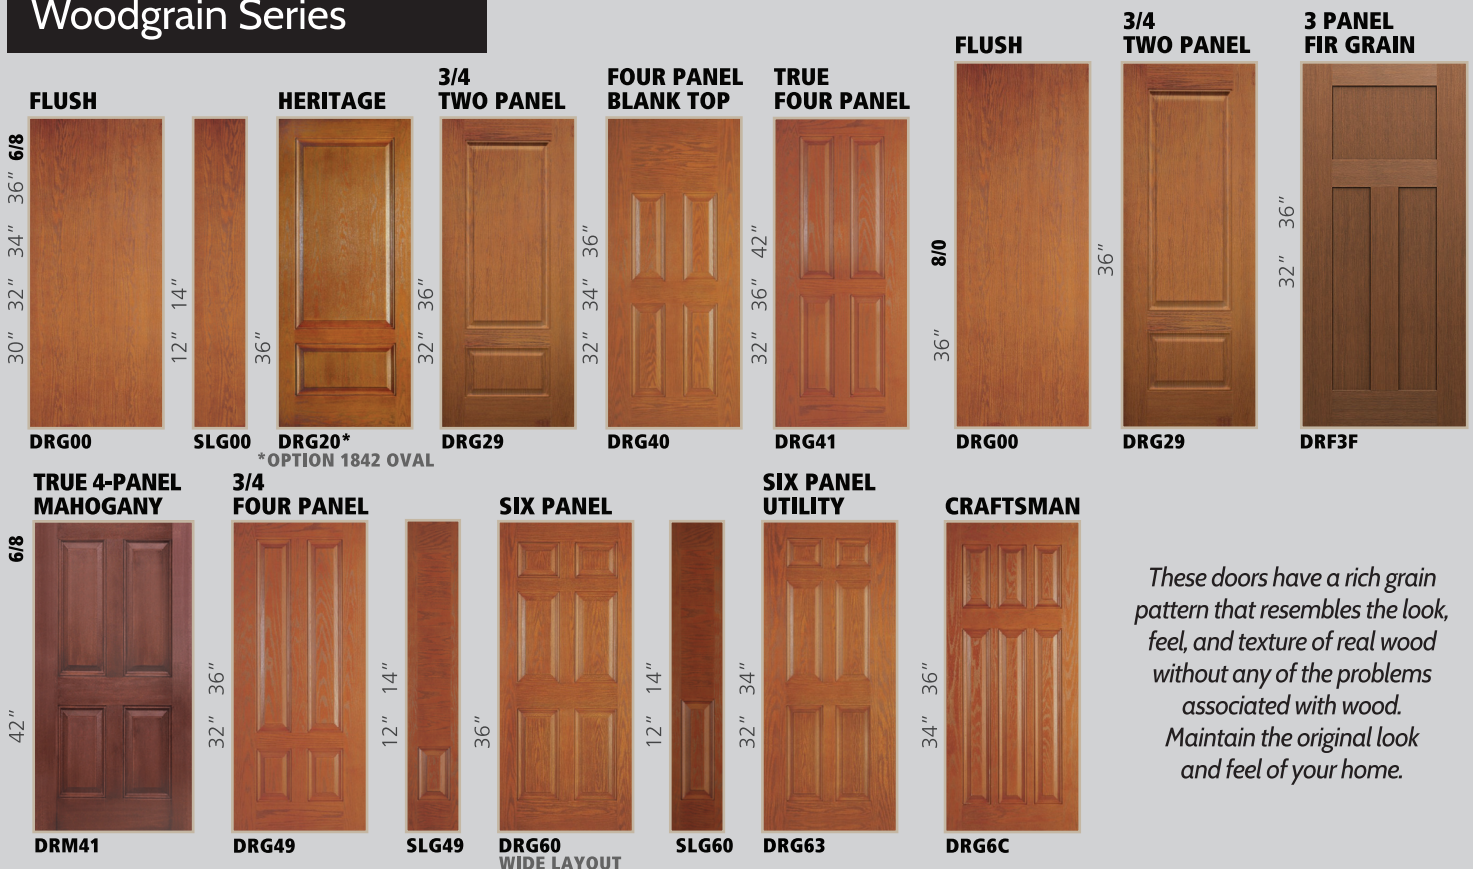 Woodgrain Series
6/8
FLUSH
30" 32" 34" 36"
DRG00
12" 14"
SLG00
HERITAGE
36"
DRG20*
*OPTION 1842 OVAL
3/4
TWO PANEL
32" 36"
DRG29
FOUR PANEL
BLANK TOP
32" 34" 36"
DRG40
TRUE
FOUR PANEL
32" 36" 42"
DRG41
8/0
FLUSH
36"
DRG00
3/4
TWO PANEL
36"
DRG29
3 PANEL
FIR GRAIN
32" 36"
DRF3F
6/8
TRUE 4-PANEL
MAHOGANY
42"
DRM41
3/4
FOUR PANEL
32" 36"
DRG49
12" 14"
SLG49
SIX PANEL
36"
DRG60
WIDE LAYOUT
12" 14"
SLG60
SIX PANEL
UTILITY
32" 34"
DRG63
CRAFTSMAN
34" 36"
DRG6C
These doors have a rich grain
pattern that resembles the look,
feel, and texture of real wood
without any of the problems
associated with wood.
Maintain the original look
and feel of your home.